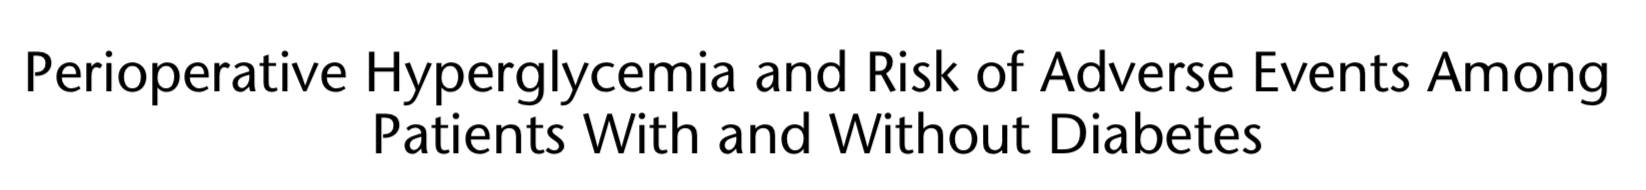 Perioperative Hyperglycemia and Risk of Adverse Events Among
Patients With and Without Diabetes